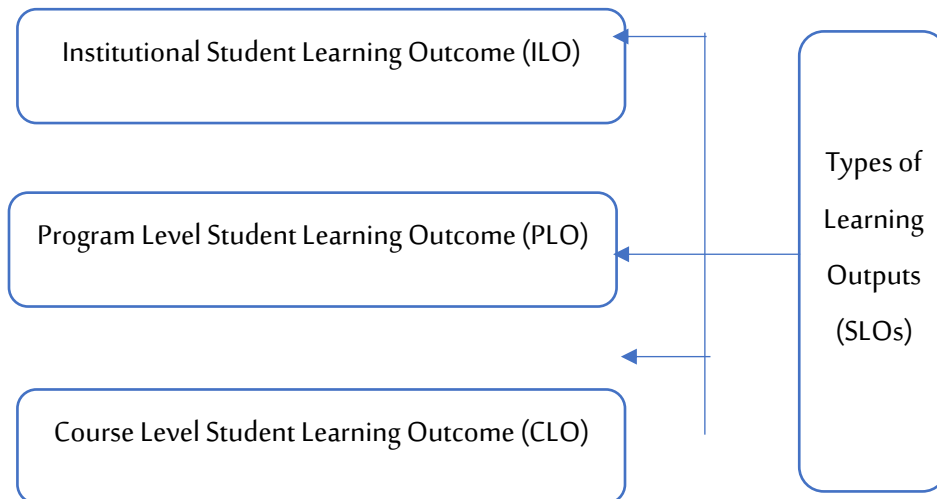 Institutional Student Learning Outcome (ILO)
Program Level Student Learning Outcome (PLO)
Course Level Student Learning Outcome (CLO)
Types of
Learning
Outputs
(SLOs)